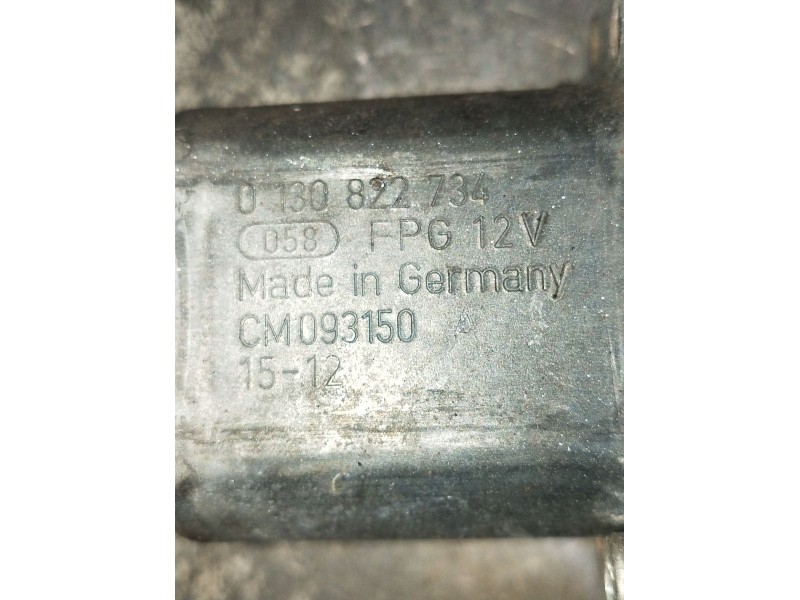 0 130 822 734
058 FPG 12V
Made in Germany
CM093150 A
15-12